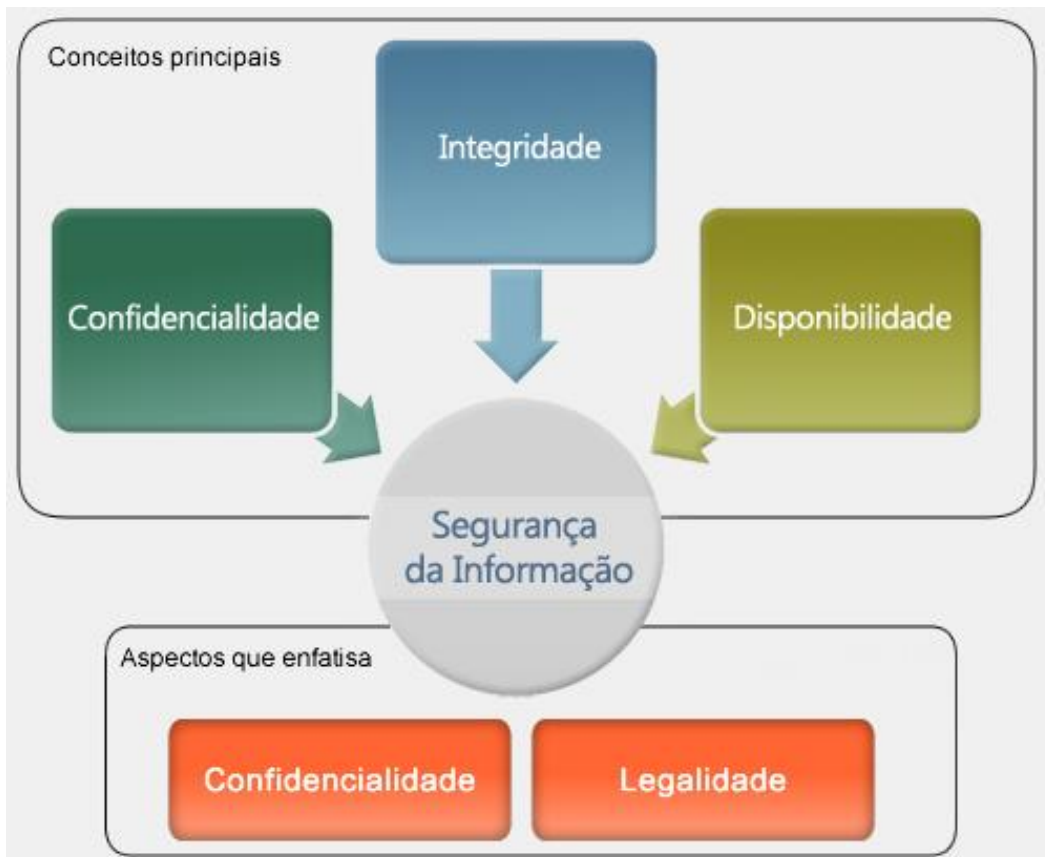 Conceitos principais
Integridade
Confidencialidade
Disponibilidade
Segurança
da Informação
Aspectos que enfatisa
Confidencialidade
Legalidade